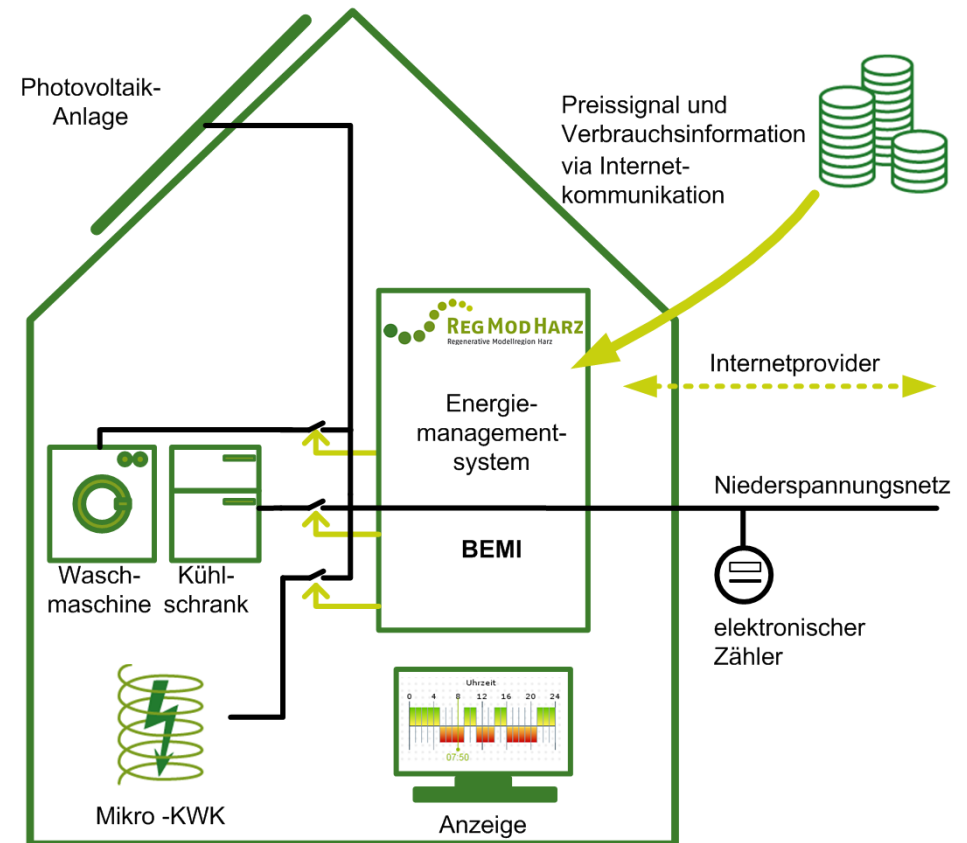 Photovoltaik-
Anlage
Preissignal und
Verbrauchsinformation
via Internet-
kommunikation
REGMODHARZ
Regenerative Modellregion Harz
Internetprovider
Energie-
management-
system
Niederspannungsnetz
BEMI
Wasch-
maschine
Kühl-
schrank
elektronischer
Zähler
Uhrzeit
0 4 8 12 16 20 24
07:50
Mikro -KWK
Anzeige